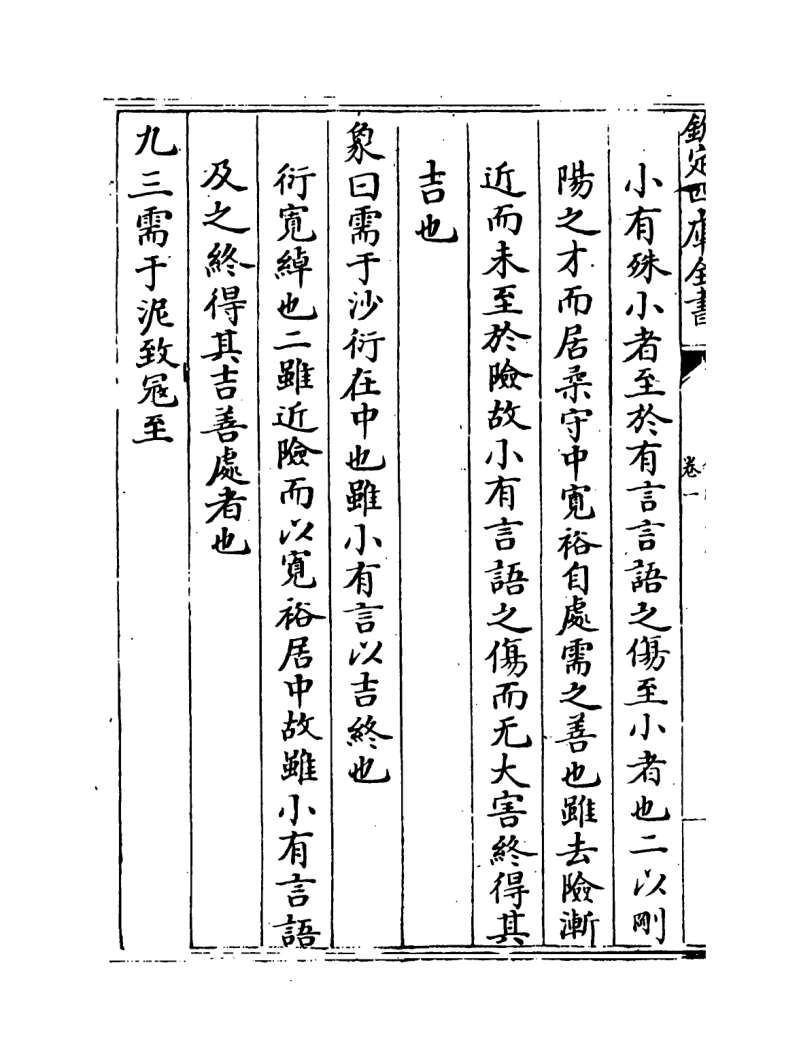 欽定四庫全書
卷一
小有殊小者至於有言言語之傷至小者也二以剛
陽之才而居柔守中寛裕自處需之善也雖去險漸
近而未至於險故小有言語之傷而无大害終得其
吉也
象曰需于沙衍在中也雖小有言以吉終也
衍寛綽也二雖近險而以寛裕居中故雖小有言語
及之終得其吉善處者也
九三需于泥致冦至